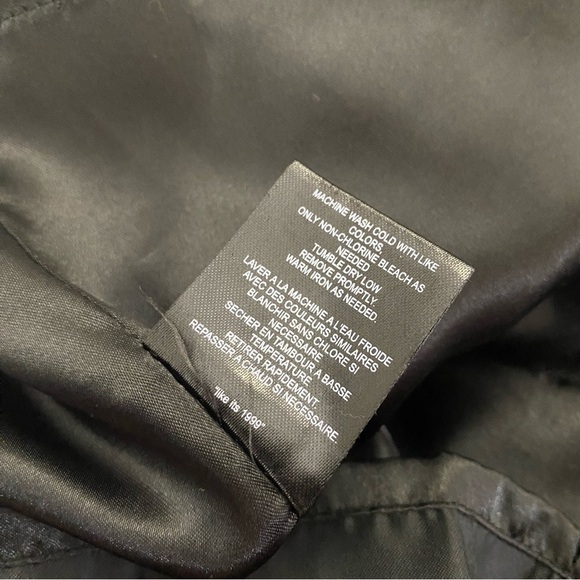 MACHINE WASH COLD WITH LIKE
COLORS.
ONLY NON-CHLORINE BLEACH AS
NEEDED
TUMBLE DRY LOW
REMOVE PROMPTLY.
WARM IRON AS NEEDED.
LAVER A LA MACHINE A L'EAU FROIDE
AVEC DES COULEURS SIMILAIRES
BLANCHIR SANS CHLORE SI
NECESSAIRE
SECHER EN TAMBOUR A BASSE
TEMPERATURE
RETIRER RAPIDEMENT.
REPASSER A CHAUD SI NECESSAIRE.
"like its 1999"